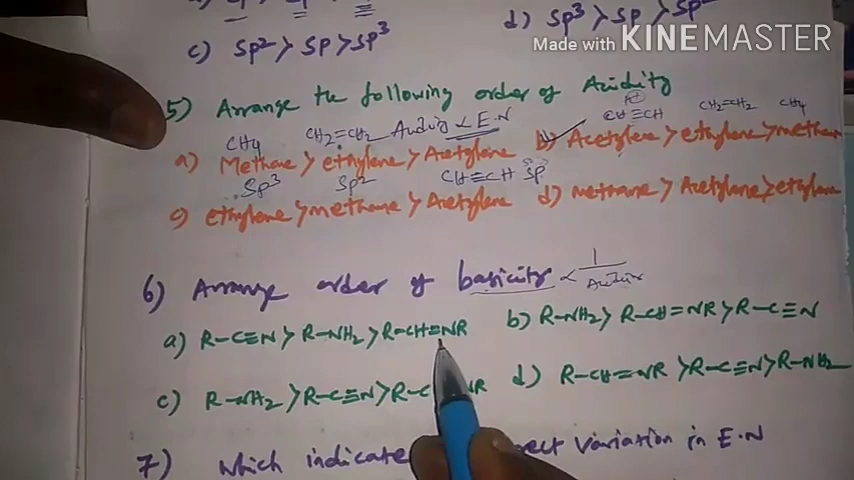 d) Sp³ > Sp > Sp²
c) Sp² > Sp > Sp³
Made with KINEMASTER
5) Arrange the following order of Acidity
CH4 CH2=CH2 Acidity ∝ E.N CH≡CH CH2=CH2 CH4
a) Methane > ethylene > Acetylene b) Acetylene > ethylene > methane
Sp³ Sp² CH≡CH Sp
c) ethylene > methane > Acetylene d) methane > Acetylene > ethylene
6) Arrange order of basicity ∝ 1/Acidity
a) R-C≡N > R-NH2 > R-CH=NR b) R-NH2 > R-CH=NR > R-C≡N
c) R-NH2 > R-C≡N > R-C NR d) R-CH=NR > R-C≡N > R-NH2
7) which indicate rect variation in E.N